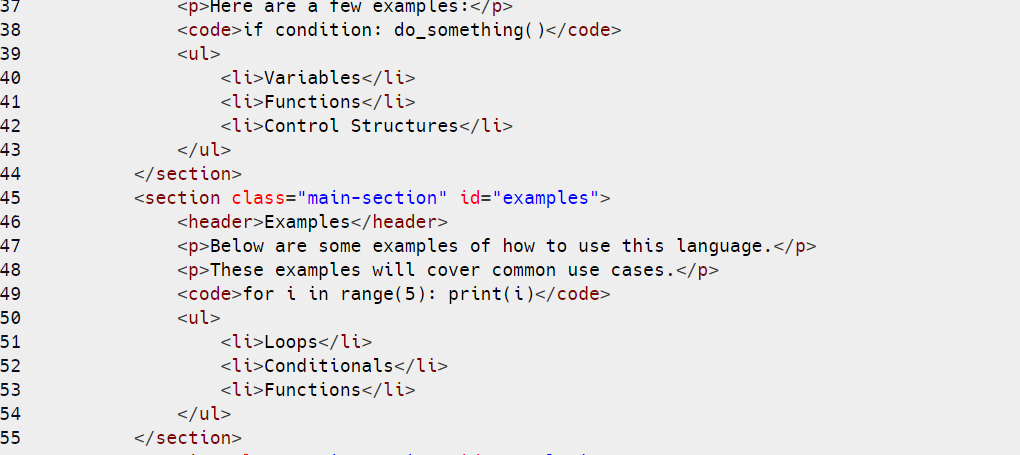 37 <p>Here are a few examples:</p>
38 <code>if condition: do_something()</code>
39 <ul>
40 <li>Variables</li>
41 <li>Functions</li>
42 <li>Control Structures</li>
43 </ul>
44 </section>
45 <section class="main-section" id="examples">
46 <header>Examples</header>
47 <p>Below are some examples of how to use this language.</p>
48 <p>These examples will cover common use cases.</p>
49 <code>for i in range(5): print(i)</code>
50 <ul>
51 <li>Loops</li>
52 <li>Conditionals</li>
53 <li>Functions</li>
54 </ul>
55 </section>